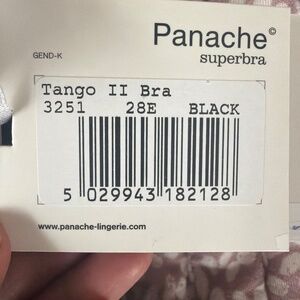 Panache©
GEND-K
superbra
Tango II Bra
3251 28E BLACK
5 029943 182128
www.panache-lingerie.com